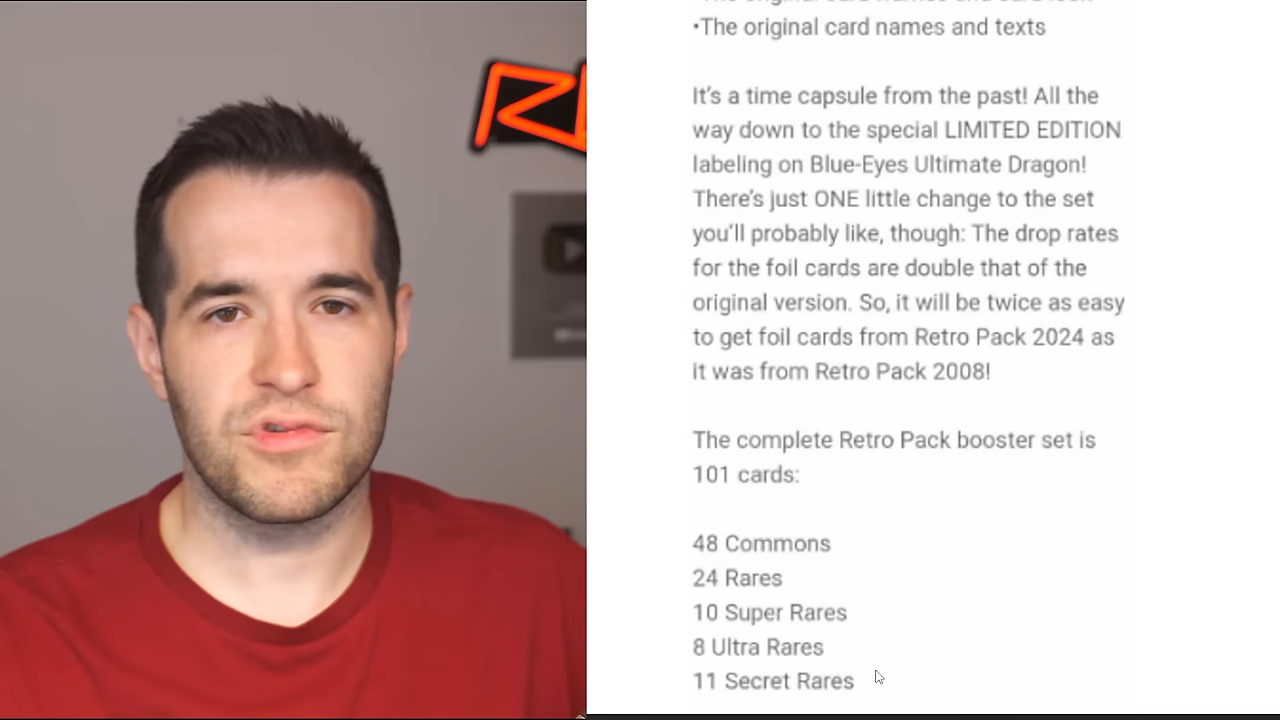 •The original card names and texts
It's a time capsule from the past! All the
way down to the special LIMITED EDITION
labeling on Blue-Eyes Ultimate Dragon!
There's just ONE little change to the set
you'll probably like, though: The drop rates
for the foil cards are double that of the
original version. So, it will be twice as easy
to get foil cards from Retro Pack 2024 as
it was from Retro Pack 2008!
The complete Retro Pack booster set is
101 cards:
48 Commons
24 Rares
10 Super Rares
8 Ultra Rares
11 Secret Rares